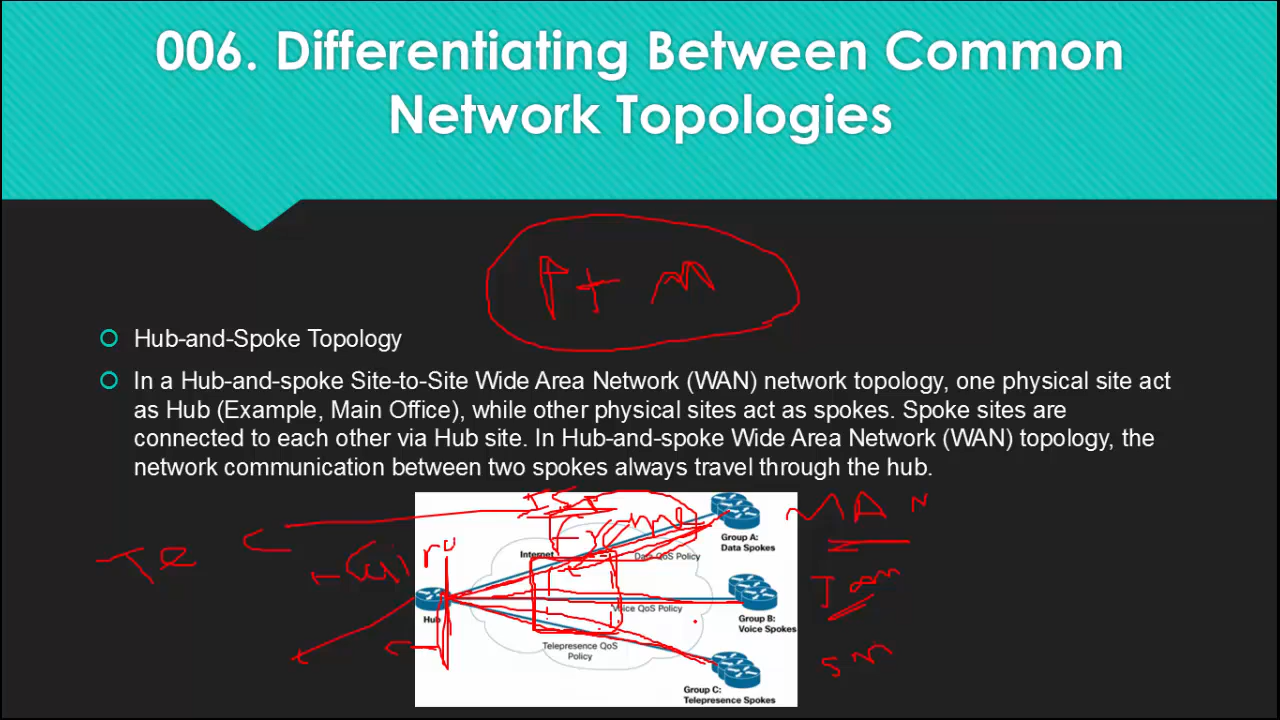 006. Differentiating Between Common
Network Topologies
P + M
Hub-and-Spoke Topology
In a Hub-and-spoke Site-to-Site Wide Area Network (WAN) network topology, one physical site act
as Hub (Example, Main Office), while other physical sites act as spokes. Spoke sites are
connected to each other via Hub site. In Hub-and-spoke Wide Area Network (WAN) topology, the
network communication between two spokes always travel through the hub.
MAN
Group A:
Data Spokes
Internet
Data QoS Policy
Hub
Voice QoS Policy
Group B:
Voice Spokes
Telepresence QoS
Policy
Group C:
Telepresence Spokes